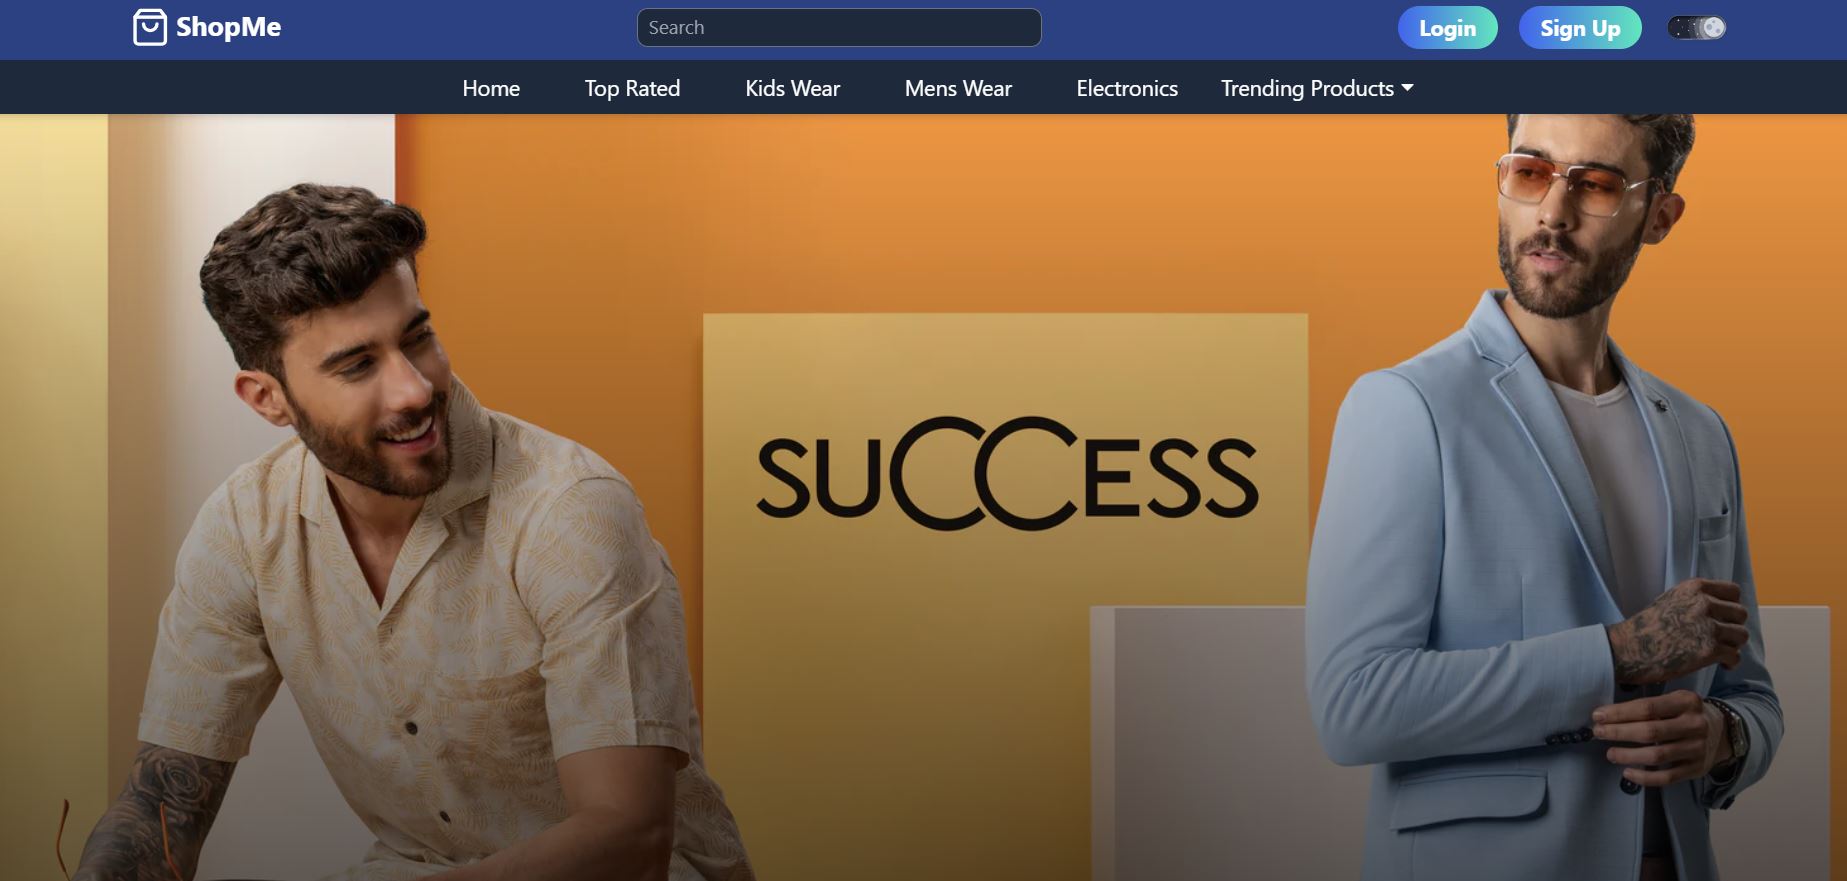 ShopMe
Search
Login
Sign Up
Home
Top Rated
Kids Wear
Mens Wear
Electronics
Trending Products
SUCCESS